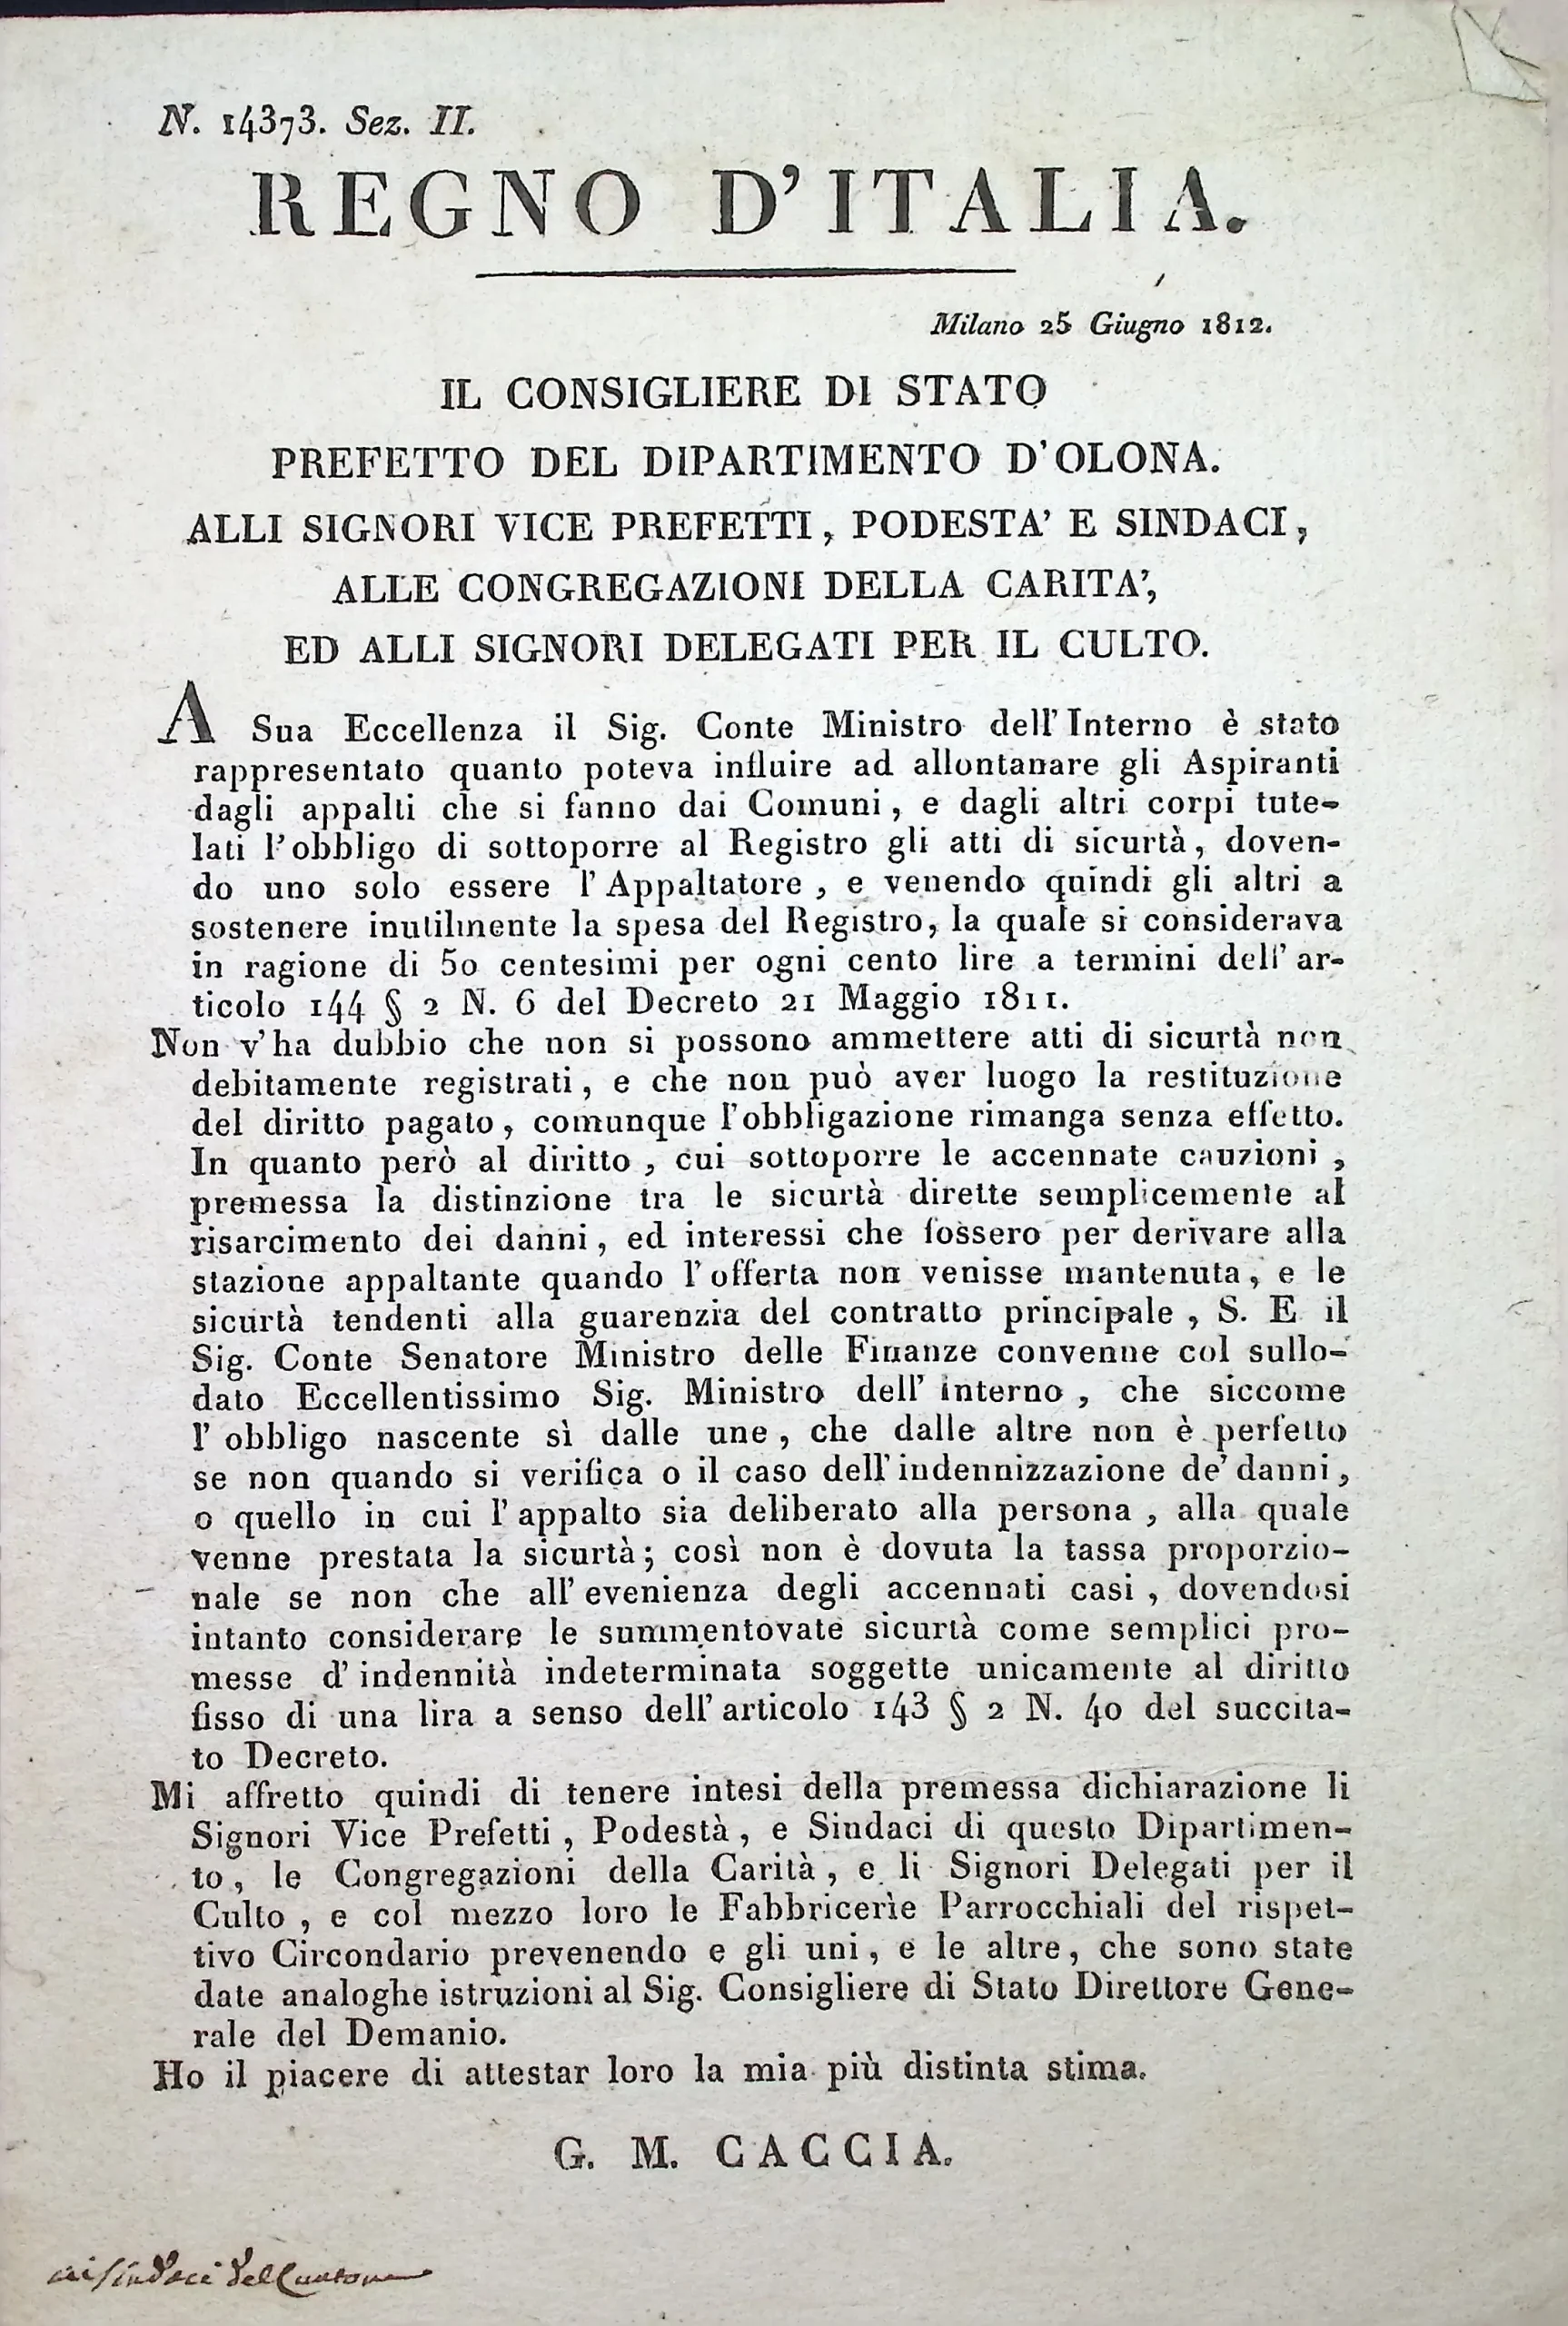 N. 14373. Sez. II.
REGNO D'ITALIA.
Milano 25 Giugno 1812.
IL CONSIGLIERE DI STATO
PREFETTO DEL DIPARTIMENTO D'OLONA.
ALLI SIGNORI VICE PREFETTI, PODESTA' E SINDACI,
ALLE CONGREGAZIONI DELLA CARITA',
ED ALLI SIGNORI DELEGATI PER IL CULTO.
A Sua Eccellenza il Sig. Conte Ministro dell'Interno è stato
rappresentato quanto poteva influire ad allontanare gli Aspiranti
dagli appalti che si fanno dai Comuni, e dagli altri corpi tute-
lati l'obbligo di sottoporre al Registro gli atti di sicurtà, doven-
do uno solo essere l'Appaltatore, e venendo quindi gli altri a
sostenere inutilmente la spesa del Registro, la quale si considerava
in ragione di 50 centesimi per ogni cento lire a termini dell'ar-
ticolo 144 § 2 N. 6 del Decreto 21 Maggio 1811.
Non v'ha dubbio che non si possono ammettere atti di sicurtà non
debitamente registrati, e che non può aver luogo la restituzione
del diritto pagato, comunque l'obbligazione rimanga senza effetto.
In quanto però al diritto, cui sottoporre le accennate cauzioni,
premessa la distinzione tra le sicurtà dirette semplicemente al
risarcimento dei danni, ed interessi che fossero per derivare alla
stazione appaltante quando l'offerta non venisse mantenuta, e le
sicurtà tendenti alla guarenzia del contratto principale, S. E il
Sig. Conte Senatore Ministro delle Finanze convenne col sullo-
dato Eccellentissimo Sig. Ministro dell'interno, che siccome
l'obbligo nascente sì dalle une, che dalle altre non è perfetto
se non quando si verifica o il caso dell'indennizzazione de' danni,
o quello in cui l'appalto sia deliberato alla persona, alla quale
venne prestata la sicurtà; così non è dovuta la tassa proporzio-
nale se non che all'evenienza degli accennati casi, dovendosi
intanto considerare le summentovate sicurtà come semplici pro-
messe d'indennità indeterminata soggette unicamente al diritto
fisso di una lira a senso dell'articolo 143 § 2 N. 40 del succita-
to Decreto.
Mi affretto quindi di tenere intesi della premessa dichiarazione li
Signori Vice Prefetti, Podestà, e Sindaci di questo Dipartimen-
to, le Congregazioni della Carità, e li Signori Delegati per il
Culto, e col mezzo loro le Fabbricerìe Parrocchiali del rispet-
tivo Circondario prevenendo e gli uni, e le altre, che sono state
date analoghe istruzioni al Sig. Consigliere di Stato Direttore Gene-
rale del Demanio.
Ho il piacere di attestar loro la mia più distinta stima.
G. M. CACCIA.
ai Sindaci del Cantone